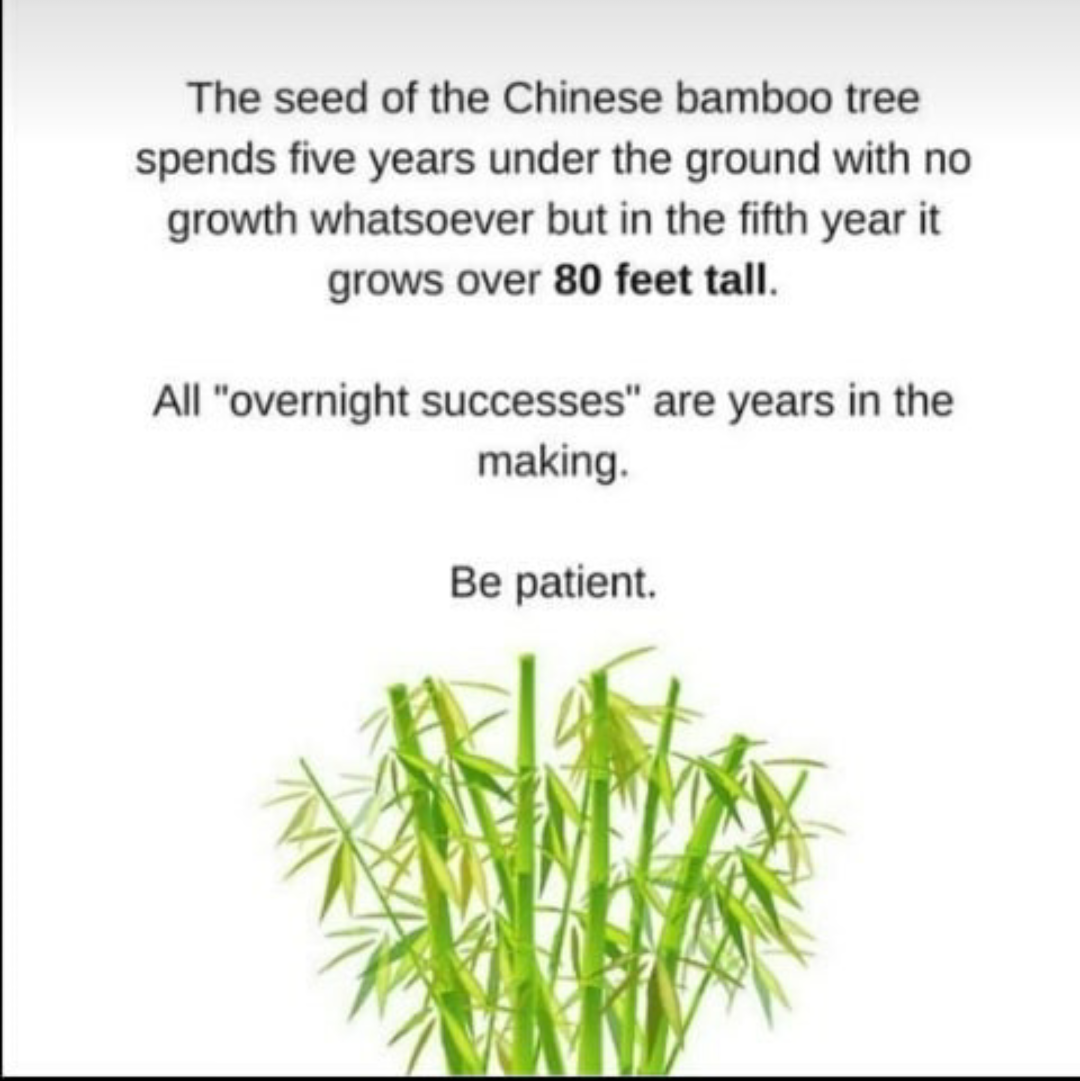 The seed of the Chinese bamboo tree
spends five years under the ground with no
growth whatsoever but in the fifth year it
grows over 80 feet tall.
All "overnight successes" are years in the
making.
Be patient.